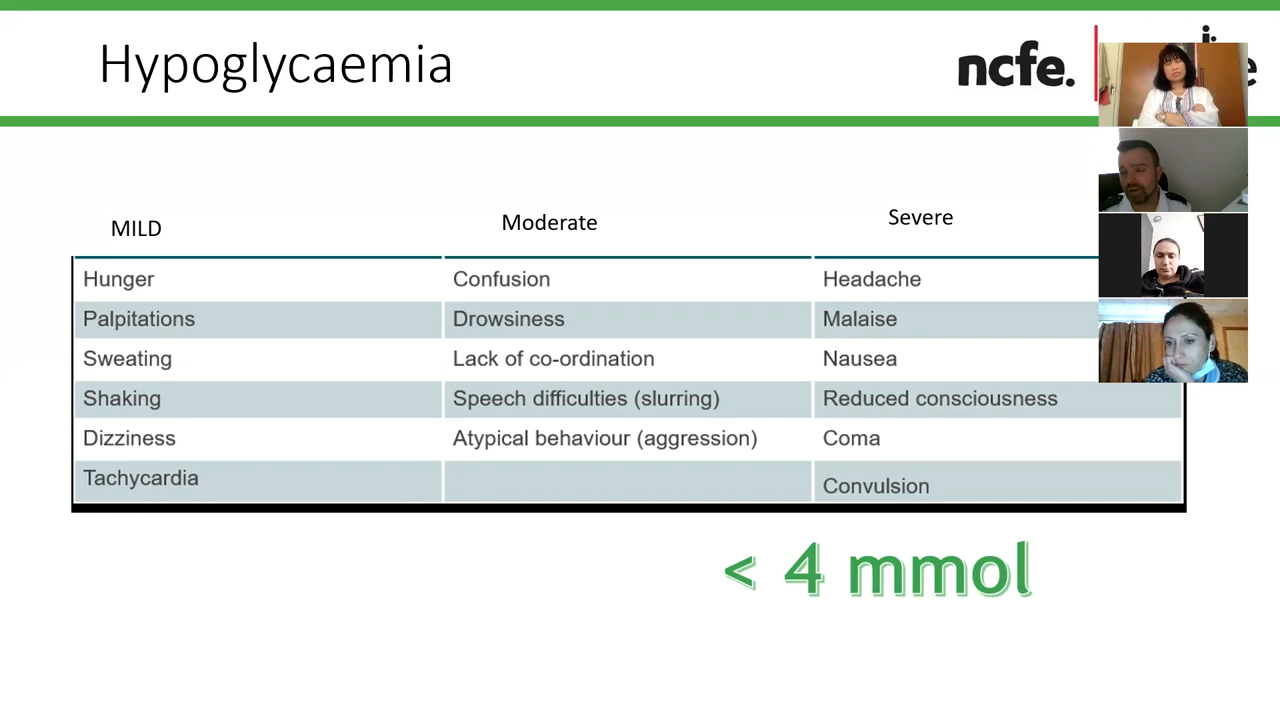 Hypoglycaemia
ncfe.
MILD Moderate Severe
Hunger Confusion Headache
Palpitations Drowsiness Malaise
Sweating Lack of co-ordination Nausea
Shaking Speech difficulties (slurring) Reduced consciousness
Dizziness Atypical behaviour (aggression) Coma
Tachycardia Convulsion
< 4 mmol